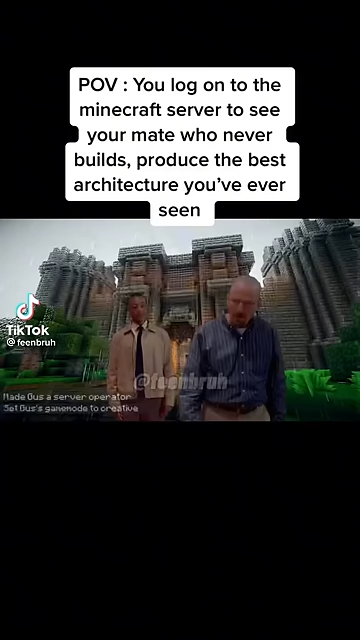 POV : You log on to the
minecraft server to see
your mate who never
builds, produce the best
architecture you’ve ever
seen
TikTok
@ feenbruh
@feenbruh
Made Gus a server operator
Set Gus's gamemode to creative